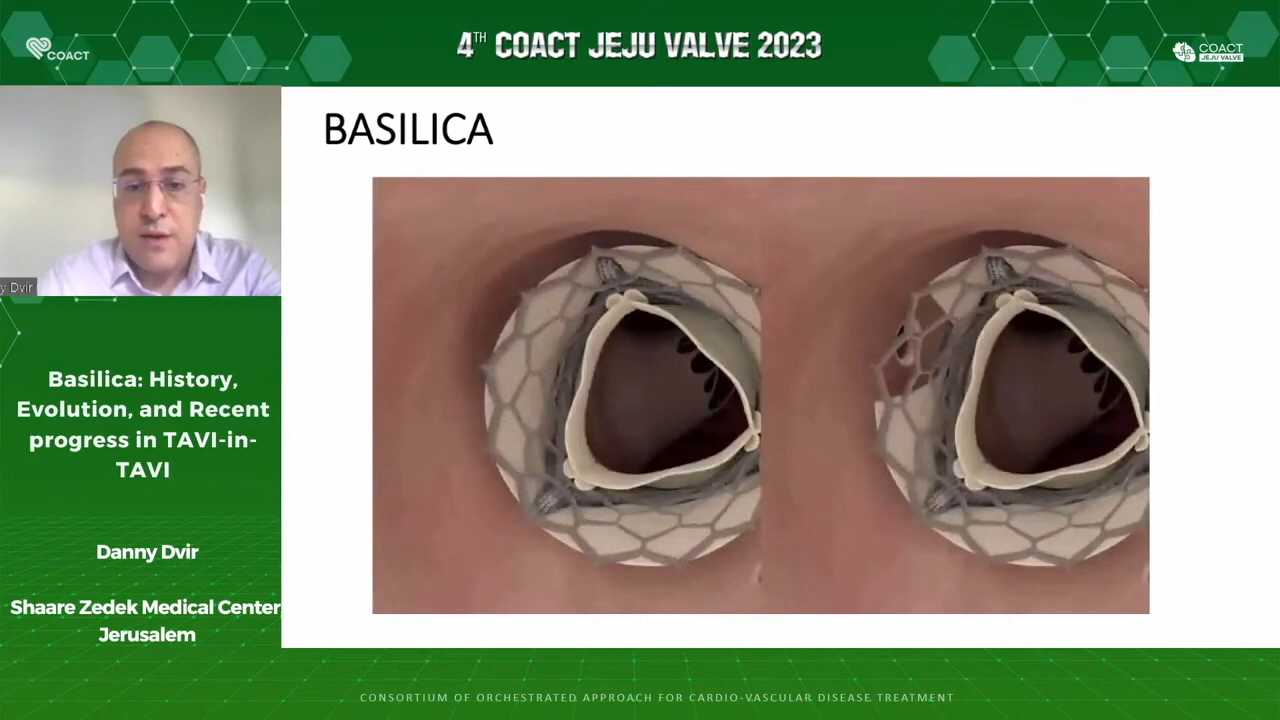 COACT
4TH COACT JEJU VALVE 2023
COACT
JEJU VALVE
y Dvir
BASILICA
Basilica: History,
Evolution, and Recent
progress in TAVI-in-
TAVI
Danny Dvir
Shaare Zedek Medical Center,
Jerusalem
CONSORTIUM OF ORCHESTRATED APPROACH FOR CARDIO-VASCULAR DISEASE TREATMENT